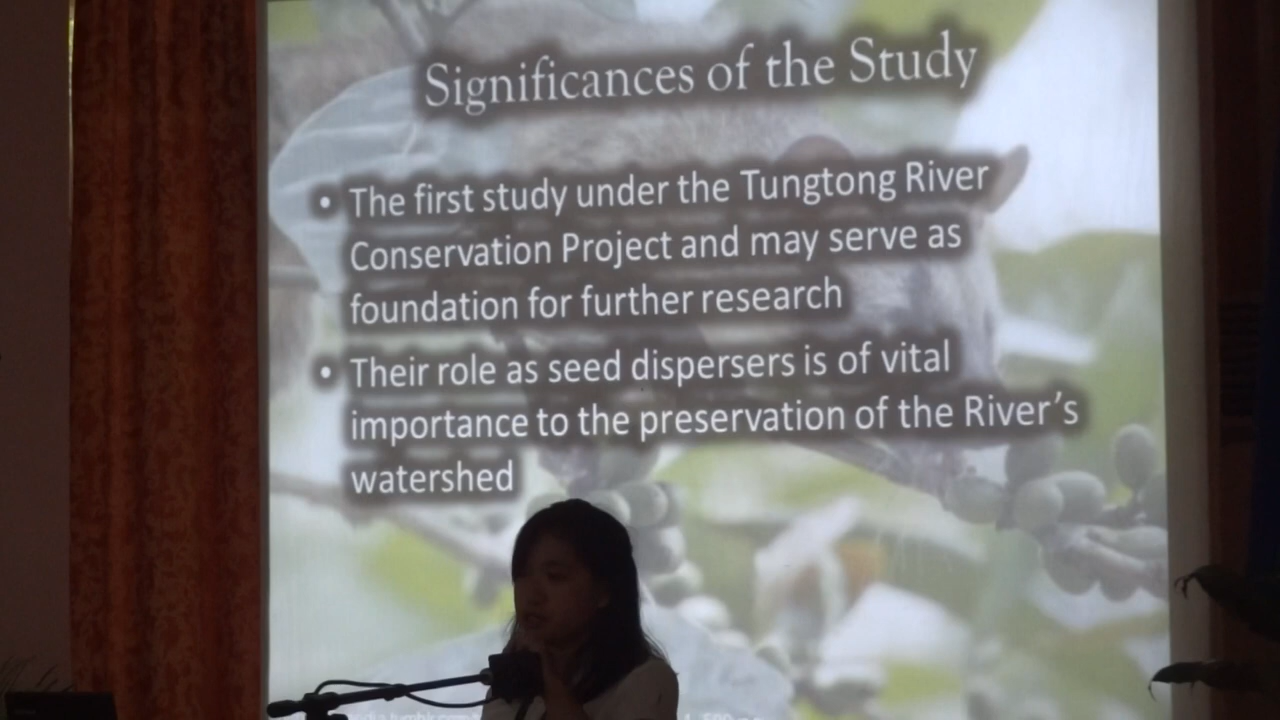 Significances of the Study
• The first study under the Tungtong River
Conservation Project and may serve as
foundation for further research
• Their role as seed dispersers is of vital
importance to the preservation of the River's
watershed